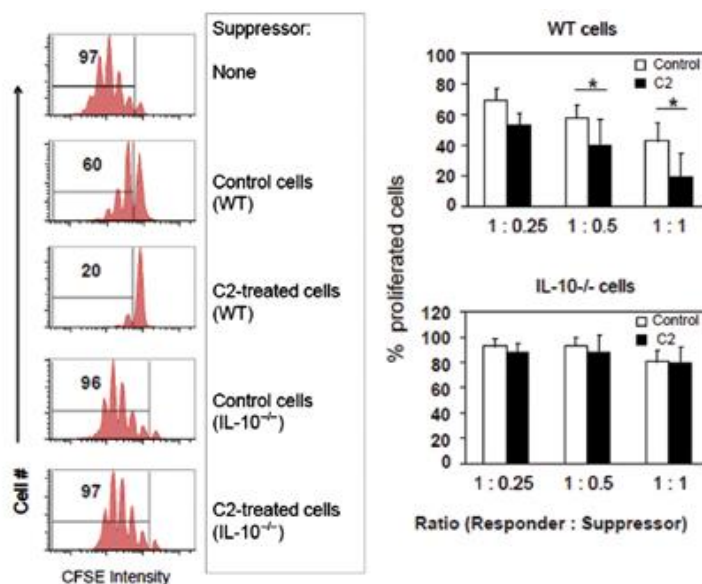 Suppressor:
97
None
60
Control cells
(WT)
20
C2-treated cells
(WT)
96
Control cells
(IL-10⁻/⁻)
97
C2-treated cells
(IL-10⁻/⁻)
Cell #
CFSE Intensity
WT cells
100
80
60
40
20
0
Control
C2
*
*
1 : 0.25
1 : 0.5
1 : 1
% proliferated cells
IL-10-/- cells
120
100
80
60
40
20
0
Control
C2
1 : 0.25
1 : 0.5
1 : 1
Ratio (Responder : Suppressor)